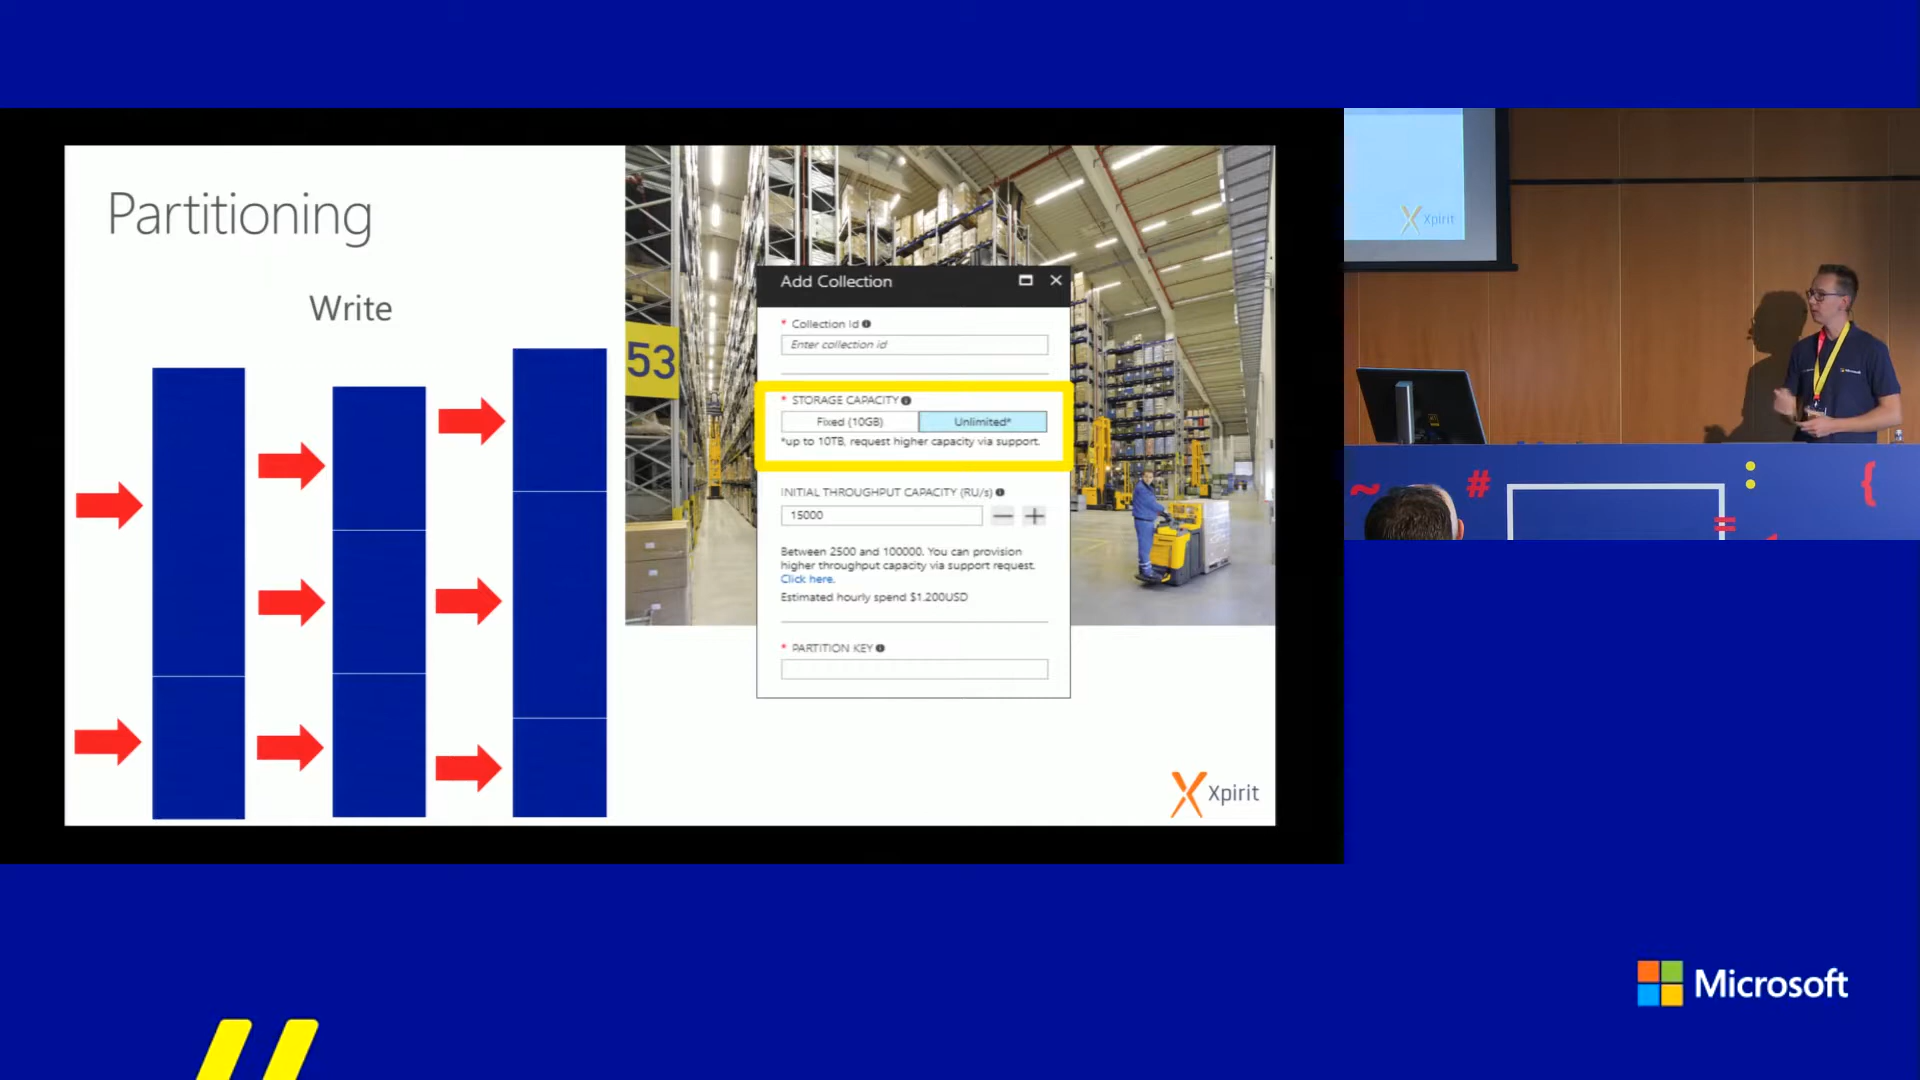 Partitioning
Write
53
Add Collection
* Collection Id
Enter collection id
* STORAGE CAPACITY
Fixed (10GB)
Unlimited*
*up to 10TB, request higher capacity via support.
INITIAL THROUGHPUT CAPACITY (RU/s)
15000
Between 2500 and 100000. You can provision
higher throughput capacity via support request.
Click here.
Estimated hourly spend $1.200USD
* PARTITION KEY
Xpirit
Xpirit
~ # = : {
Microsoft